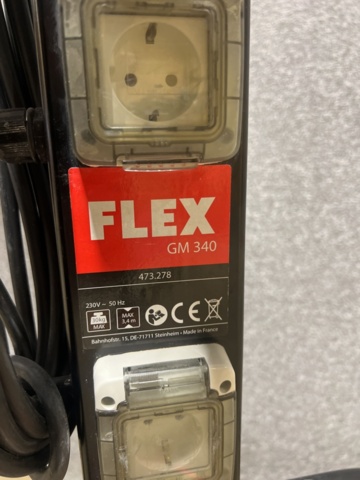 FLEX
GM 340
473.278
230V ~ 50 Hz
MAX
MAX
3,4 m
CE
Bahnhofstr. 15, DE-71711 Steinheim - Made in France